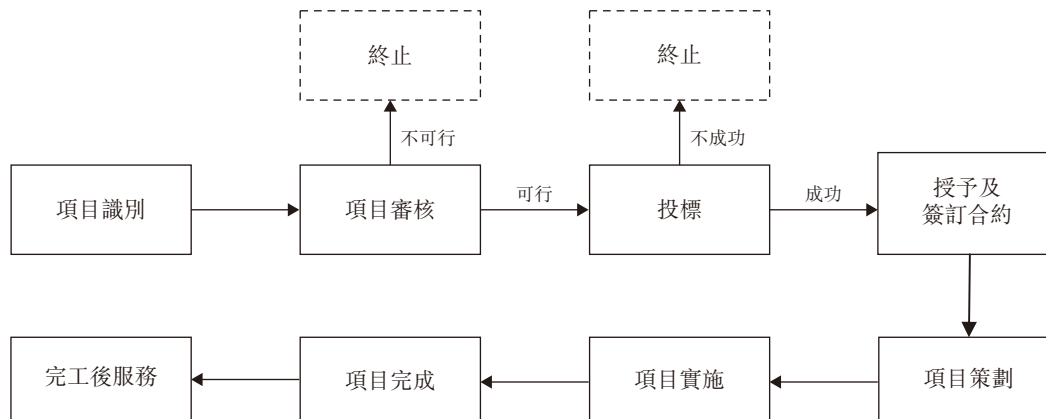 終止
終止
不可行
不成功
項目識別
項目審核
可行
投標
成功
授予及
簽訂合約
完工後服務
項目完成
項目實施
項目策劃